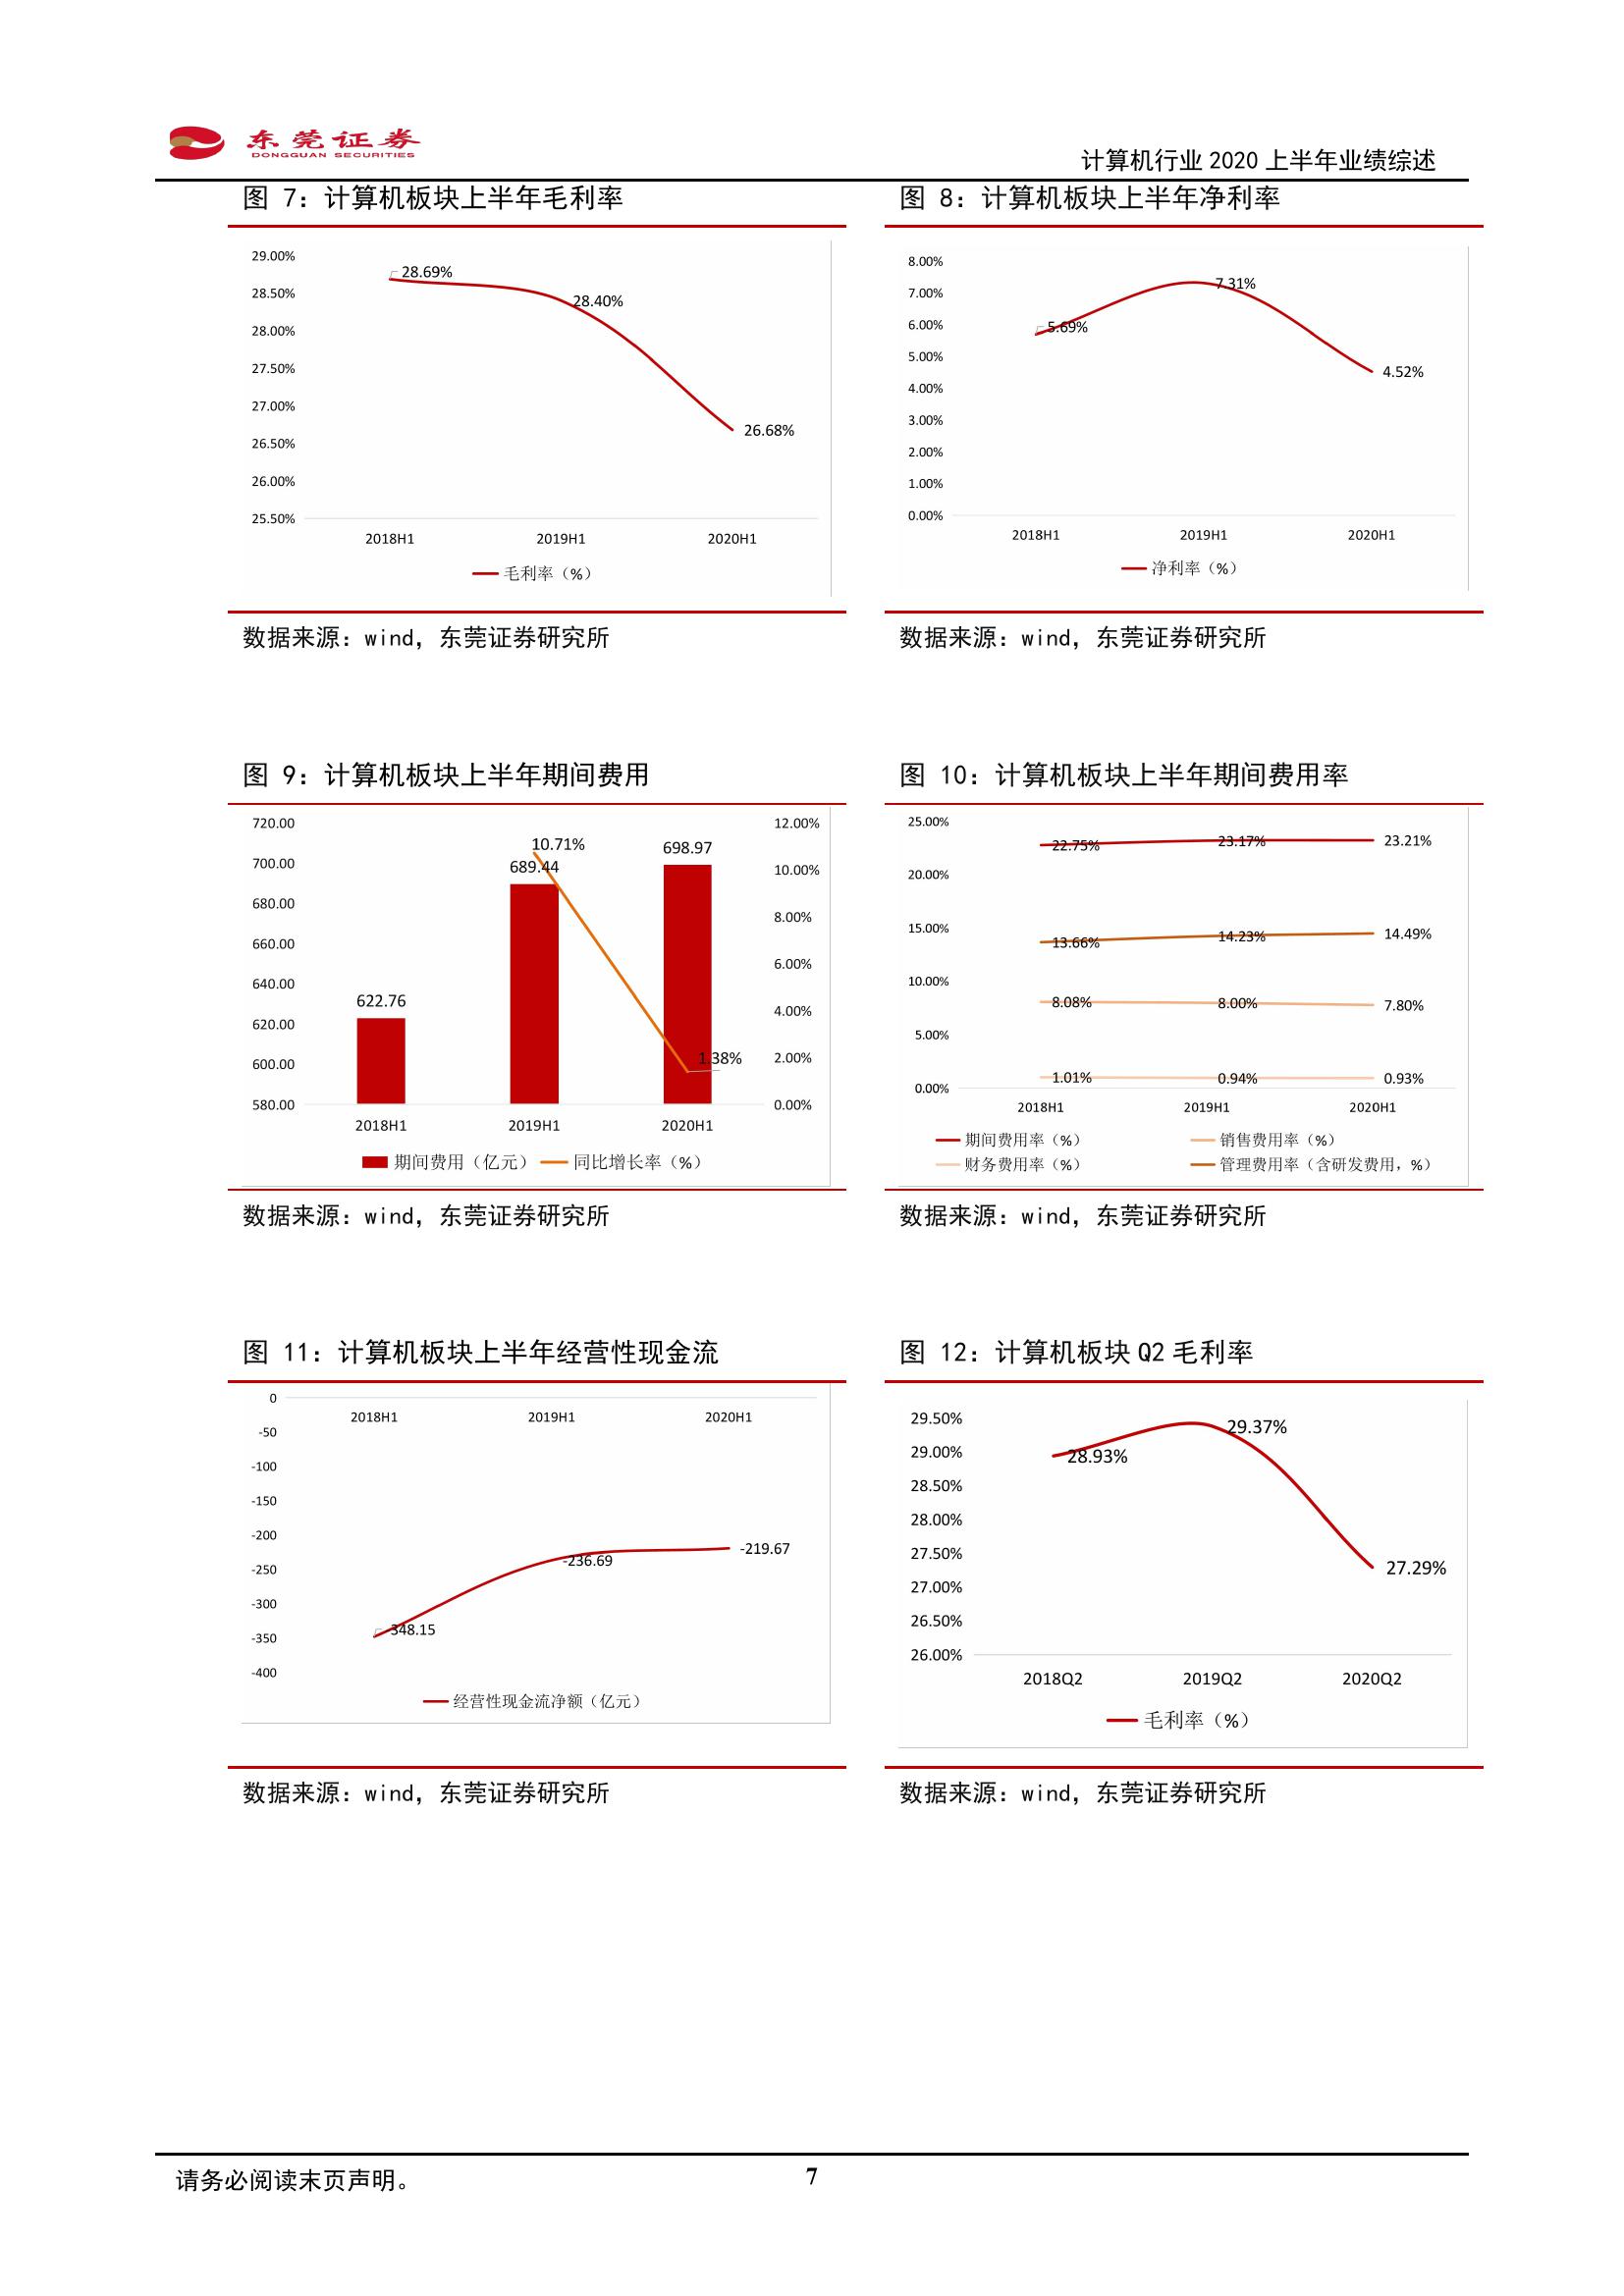 东莞证券
DONGGUAN SECURITIES
计算机行业 2020 上半年业绩综述
图 7：计算机板块上半年毛利率
29.00%
28.50%
28.00%
27.50%
27.00%
26.50%
26.00%
25.50%
28.69%
28.40%
26.68%
2018H1 2019H1 2020H1
毛利率（%）
数据来源：wind，东莞证券研究所
图 8：计算机板块上半年净利率
8.00%
7.00%
6.00%
5.00%
4.00%
3.00%
2.00%
1.00%
0.00%
5.69%
7.31%
4.52%
2018H1 2019H1 2020H1
净利率（%）
数据来源：wind，东莞证券研究所
图 9：计算机板块上半年期间费用
720.00
700.00
680.00
660.00
640.00
620.00
600.00
580.00
622.76
689.44
698.97
10.71%
1.38%
12.00%
10.00%
8.00%
6.00%
4.00%
2.00%
0.00%
2018H1 2019H1 2020H1
期间费用（亿元） 同比增长率（%）
数据来源：wind，东莞证券研究所
图 10：计算机板块上半年期间费用率
25.00%
20.00%
15.00%
10.00%
5.00%
0.00%
22.75% 23.17% 23.21%
13.66% 14.23% 14.49%
8.08% 8.00% 7.80%
1.01% 0.94% 0.93%
2018H1 2019H1 2020H1
期间费用率（%） 销售费用率（%）
财务费用率（%） 管理费用率（含研发费用，%）
数据来源：wind，东莞证券研究所
图 11：计算机板块上半年经营性现金流
0
-50
-100
-150
-200
-250
-300
-350
-400
2018H1 2019H1 2020H1
-348.15
-236.69
-219.67
经营性现金流净额（亿元）
数据来源：wind，东莞证券研究所
图 12：计算机板块 Q2 毛利率
29.50%
29.00%
28.50%
28.00%
27.50%
27.00%
26.50%
26.00%
28.93%
29.37%
27.29%
2018Q2 2019Q2 2020Q2
毛利率（%）
数据来源：wind，东莞证券研究所
请务必阅读末页声明。
7